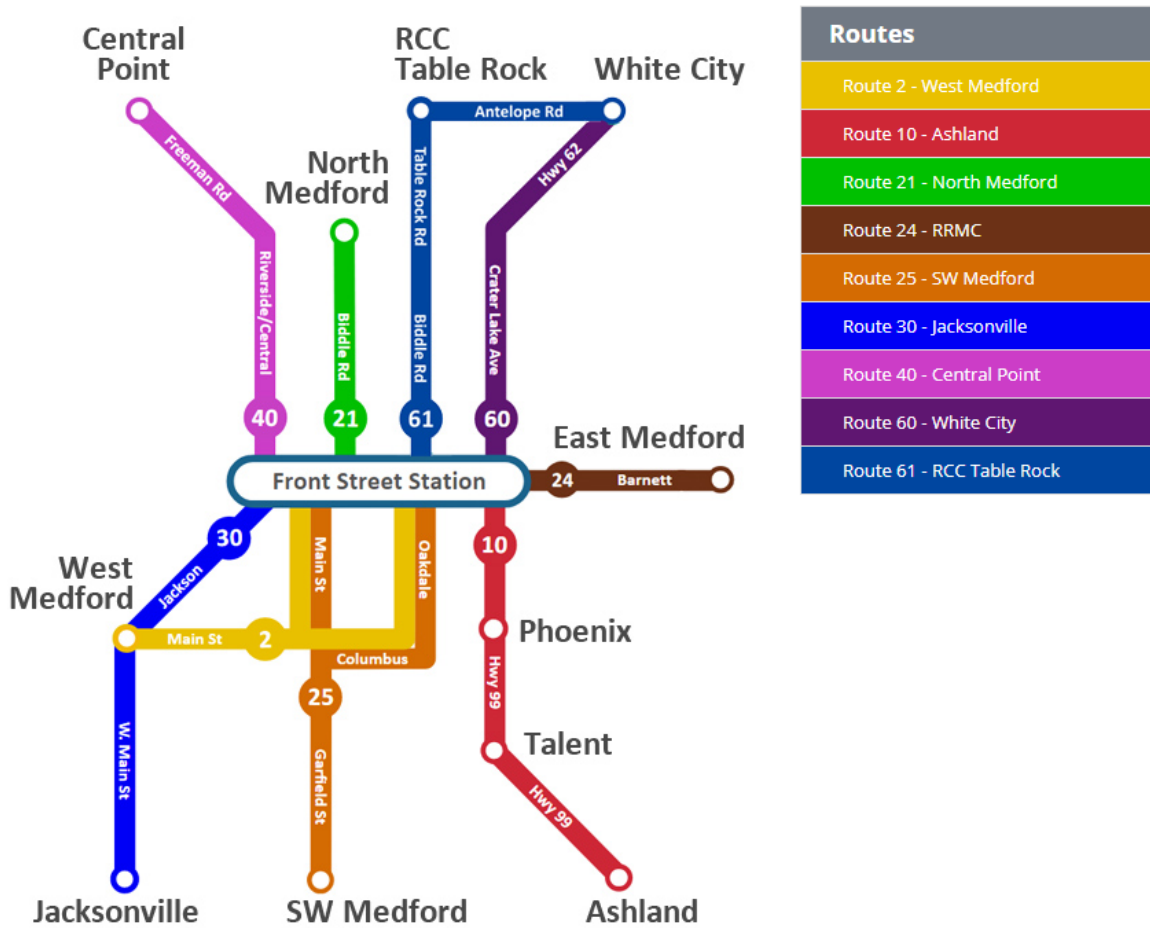 Central
Point
RCC
Table Rock
White City
Antelope Rd
Freeman Rd
North
Medford
Table Rock Rd
Hwy 62
Riverside/Central
Biddle Rd
Biddle Rd
Crater Lake Ave
40
21
61
60
East Medford
Front Street Station
24
Barnett
30
Jackson
Main St
Oakdale
10
West
Medford
Main St
2
Columbus
Phoenix
25
Hwy 99
W. Main St
Garfield St
Talent
Hwy 99
Jacksonville
SW Medford
Ashland
Routes
Route 2 - West Medford
Route 10 - Ashland
Route 21 - North Medford
Route 24 - RRMC
Route 25 - SW Medford
Route 30 - Jacksonville
Route 40 - Central Point
Route 60 - White City
Route 61 - RCC Table Rock